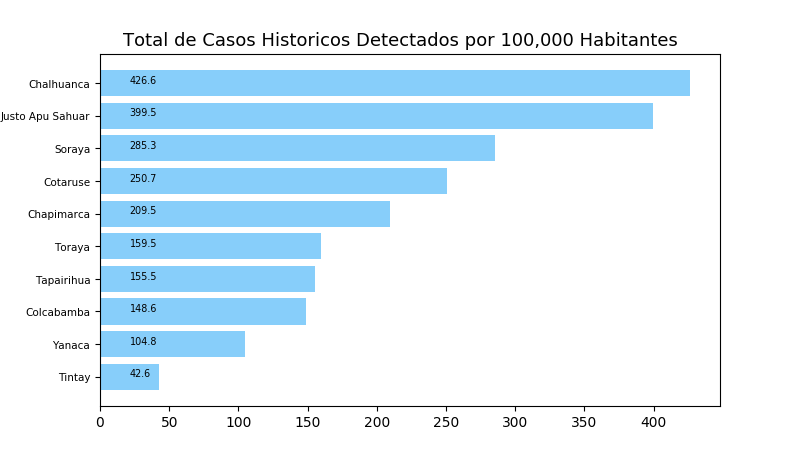 Total de Casos Historicos Detectados por 100,000 Habitantes
Chalhuanca 426.6
Justo Apu Sahuar 399.5
Soraya 285.3
Cotaruse 250.7
Chapimarca 209.5
Toraya 159.5
Tapairihua 155.5
Colcabamba 148.6
Yanaca 104.8
Tintay 42.6
0 50 100 150 200 250 300 350 400